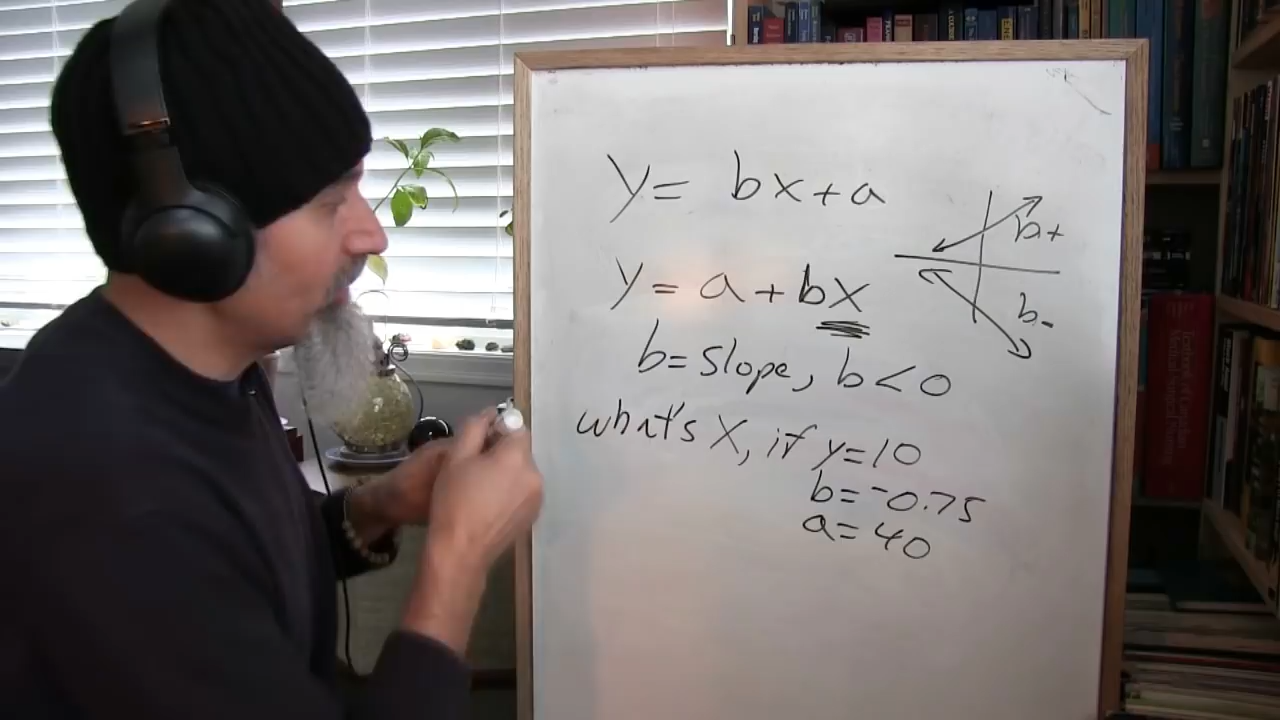 y= bx+a
b+
y=a+bx
b-
b=slope, b<0
what's X, if y=10
b=-0.75
a=40